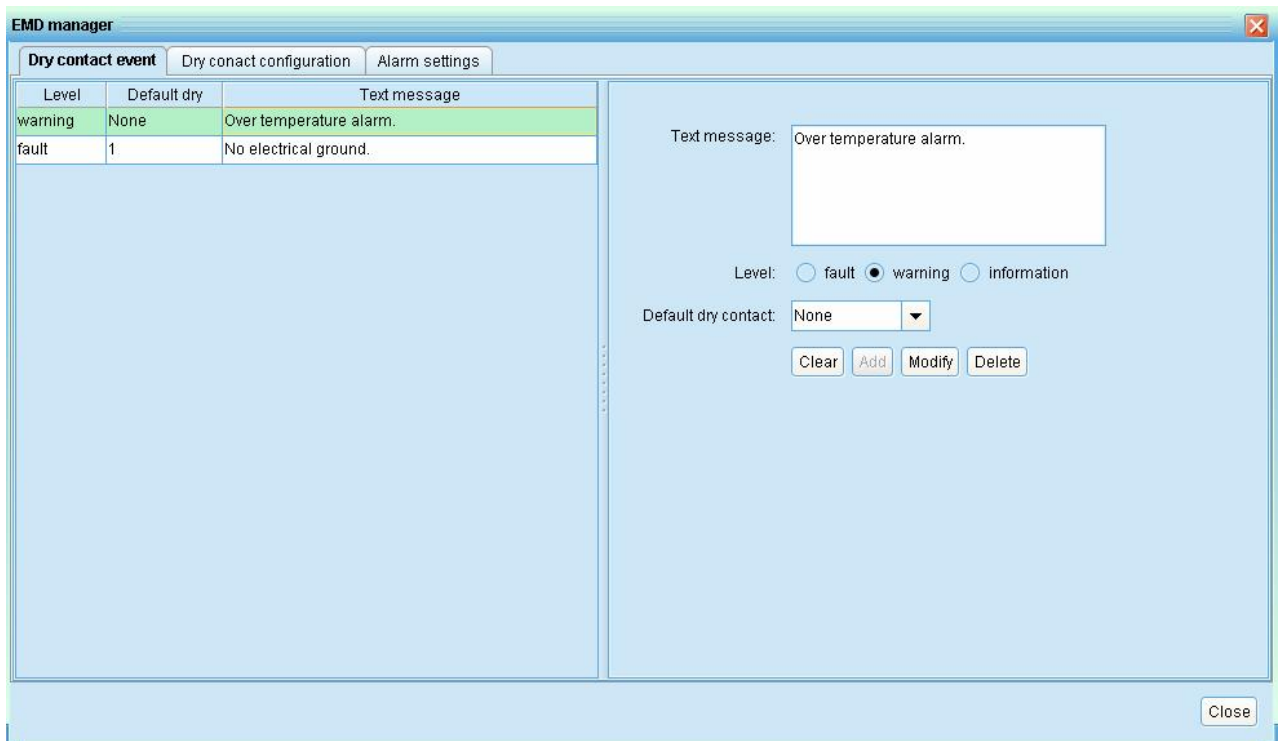 EMD manager
Dry contact event Dry conact configuration Alarm settings
Level Default dry Text message
warning None Over temperature alarm.
fault 1 No electrical ground.
Text message: Over temperature alarm.
Level: fault warning information
Default dry contact: None
Clear Add Modify Delete
Close